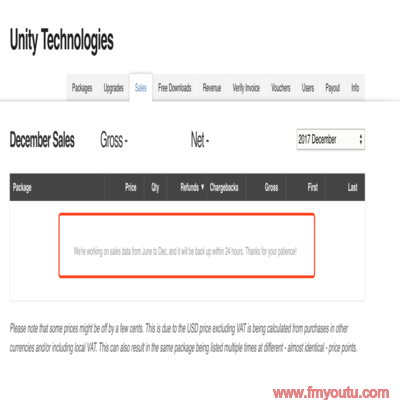 Unity Technologies
Packages Upgrades Sales Free Downloads Revenue Verify Invoice Vouchers Users Payout Info
December Sales Gross - Net - 2017 December
Package Price Qty Refunds ▼ Chargebacks Gross First Last
We're working on sales data from June to Dec, and it will be back up within 24 hours. Thanks for your patience!
Please note that some prices might be off by a few cents. This is due to the USD price excluding VAT is being calculated from purchases in other
currencies and/or including local VAT. This can also result in the same package being listed multiple times at different - almost identical - price points.
www.fmyoutu.com